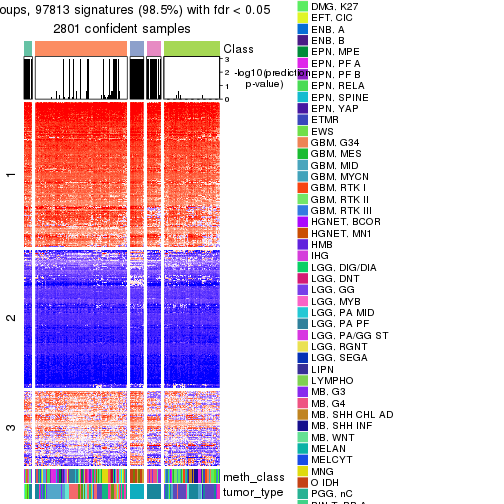 oups, 97813 signatures (98.5%) with fdr < 0.05
2801 confident samples
Class
3
2
1
0
-log10(prediction
p-value)
1
2
3
meth_class
tumor_type
DMG. K27
EFT. CIC
ENB. A
ENB. B
EPN. MPE
EPN. PF A
EPN. PF B
EPN. RELA
EPN. SPINE
EPN. YAP
ETMR
EWS
GBM. G34
GBM. MES
GBM. MID
GBM. MYCN
GBM. RTK I
GBM. RTK II
GBM. RTK III
HGNET. BCOR
HGNET. MN1
HMB
IHG
LGG. DIG/DIA
LGG. DNT
LGG. GG
LGG. MYB
LGG. PA MID
LGG. PA PF
LGG. PA/GG ST
LGG. RGNT
LGG. SEGA
LIPN
LYMPHO
MB. G3
MB. G4
MB. SHH CHL AD
MB. SHH INF
MB. WNT
MELAN
MELCYT
MNG
O IDH
PGG. nC